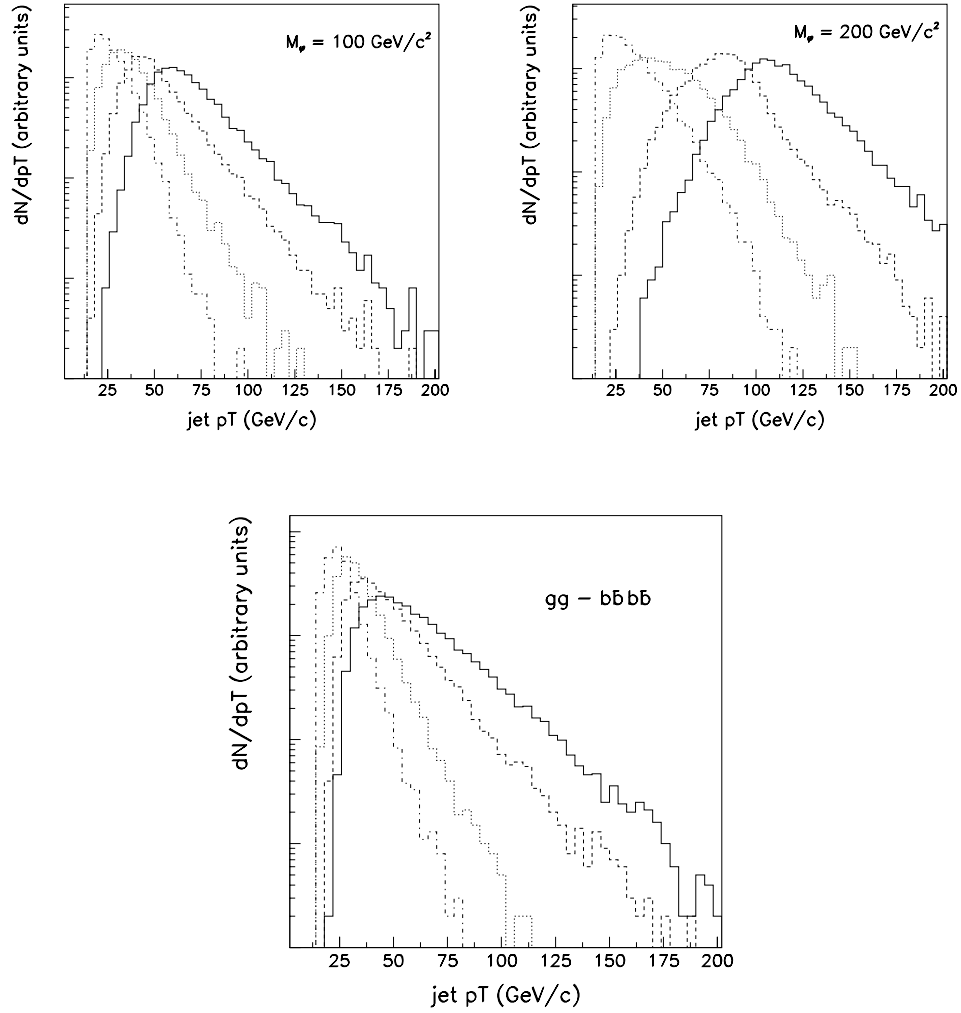 M𝜑 = 100 GeV/c²
dN/dpT (arbitrary units)
25 50 75 100 125 150 175 200
jet pT (GeV/c)
M𝜑 = 200 GeV/c²
dN/dpT (arbitrary units)
25 50 75 100 125 150 175 200
jet pT (GeV/c)
gg – bb̄bb̄
dN/dpT (arbitrary units)
25 50 75 100 125 150 175 200
jet pT (GeV/c)